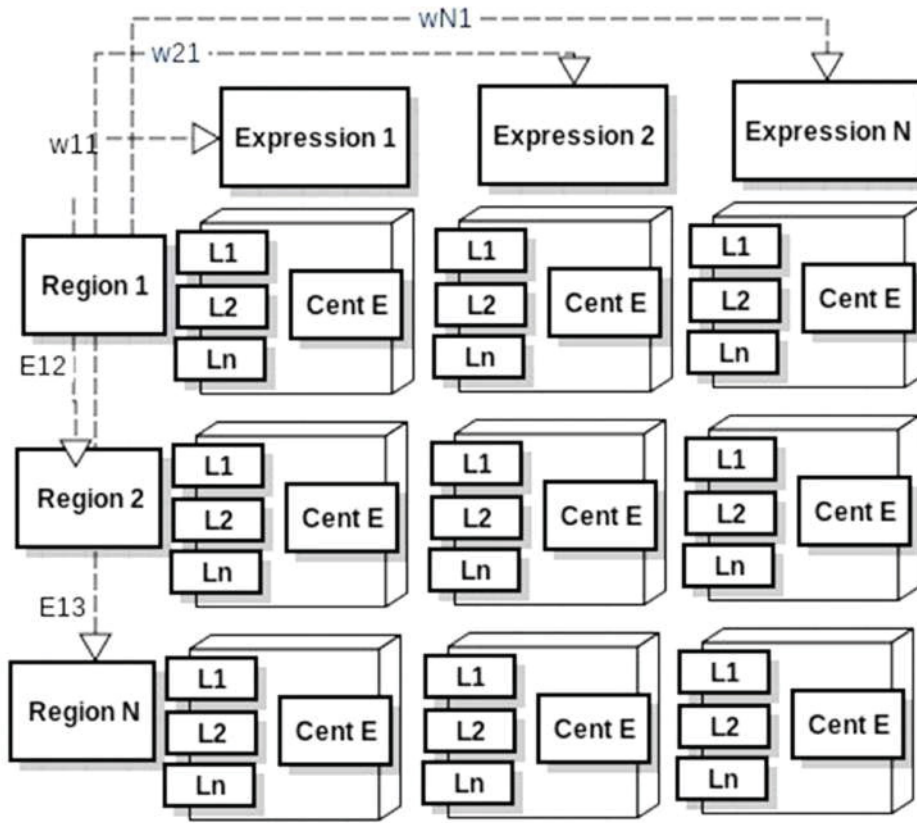 wN1
w21
w11
Expression 1
Expression 2
Expression N
Region 1
L1
L2
Ln
Cent E
L1
L2
Ln
Cent E
L1
L2
Ln
Cent E
E12
Region 2
L1
L2
Ln
Cent E
L1
L2
Ln
Cent E
L1
L2
Ln
Cent E
E13
Region N
L1
L2
Ln
Cent E
L1
L2
Ln
Cent E
L1
L2
Ln
Cent E